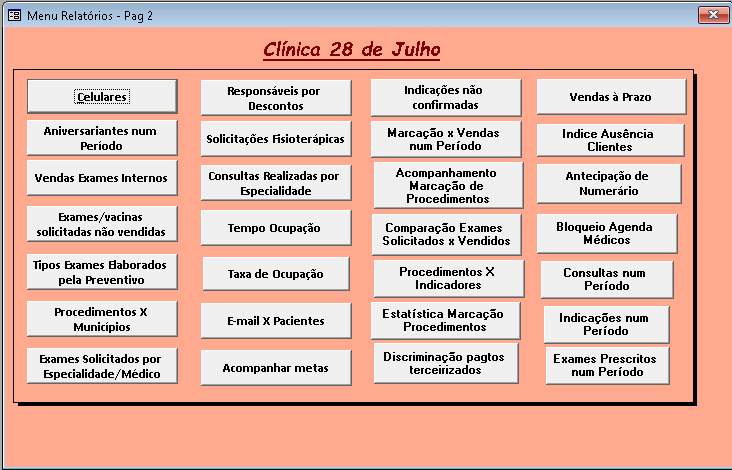 Menu Relatórios - Pag 2
Clínica 28 de Julho
Celulares
Aniversariantes num
Período
Vendas Exames Internos
Exames/vacinas
solicitadas não vendidas
Tipos Exames Elaborados
pela Preventivo
Procedimentos X
Municípios
Exames Solicitados por
Especialidade/Médico
Responsáveis por
Descontos
Solicitações Fisioterápicas
Consultas Realizadas por
Especialidade
Tempo Ocupação
Taxa de Ocupação
E-mail X Pacientes
Acompanhar metas
Indicações não
confirmadas
Marcação x Vendas
num Período
Acompanhamento
Marcação de
Procedimentos
Comparação Exames
Solicitados x Vendidos
Procedimentos X
Indicadores
Estatística Marcação
Procedimentos
Discriminação pagtos
terceirizados
Vendas à Prazo
Indice Ausência
Clientes
Antecipação de
Numerário
Bloqueio Agenda
Médicos
Consultas num
Período
Indicações num
Período
Exames Prescritos
num Período